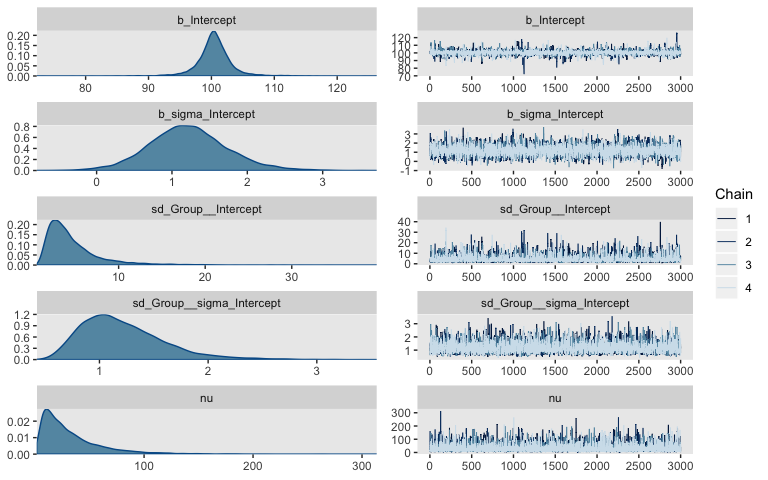 b_Intercept
0.20
0.15
0.10
0.05
0.00
80 90 100 110 120
b_Intercept
120
110
100
90
80
70
0 500 1000 1500 2000 2500 3000
b_sigma_Intercept
0.8
0.6
0.4
0.2
0.0
0 1 2 3
b_sigma_Intercept
3
2
1
0
-1
0 500 1000 1500 2000 2500 3000
sd_Group__Intercept
0.20
0.15
0.10
0.05
0.00
10 20 30
sd_Group__Intercept
40
30
20
10
0
0 500 1000 1500 2000 2500 3000
sd_Group__sigma_Intercept
1.2
0.9
0.6
0.3
0.0
1 2 3
sd_Group__sigma_Intercept
3
2
1
0 500 1000 1500 2000 2500 3000
nu
0.02
0.01
0.00
100 200 300
nu
300
200
100
0
0 500 1000 1500 2000 2500 3000
Chain
1
2
3
4